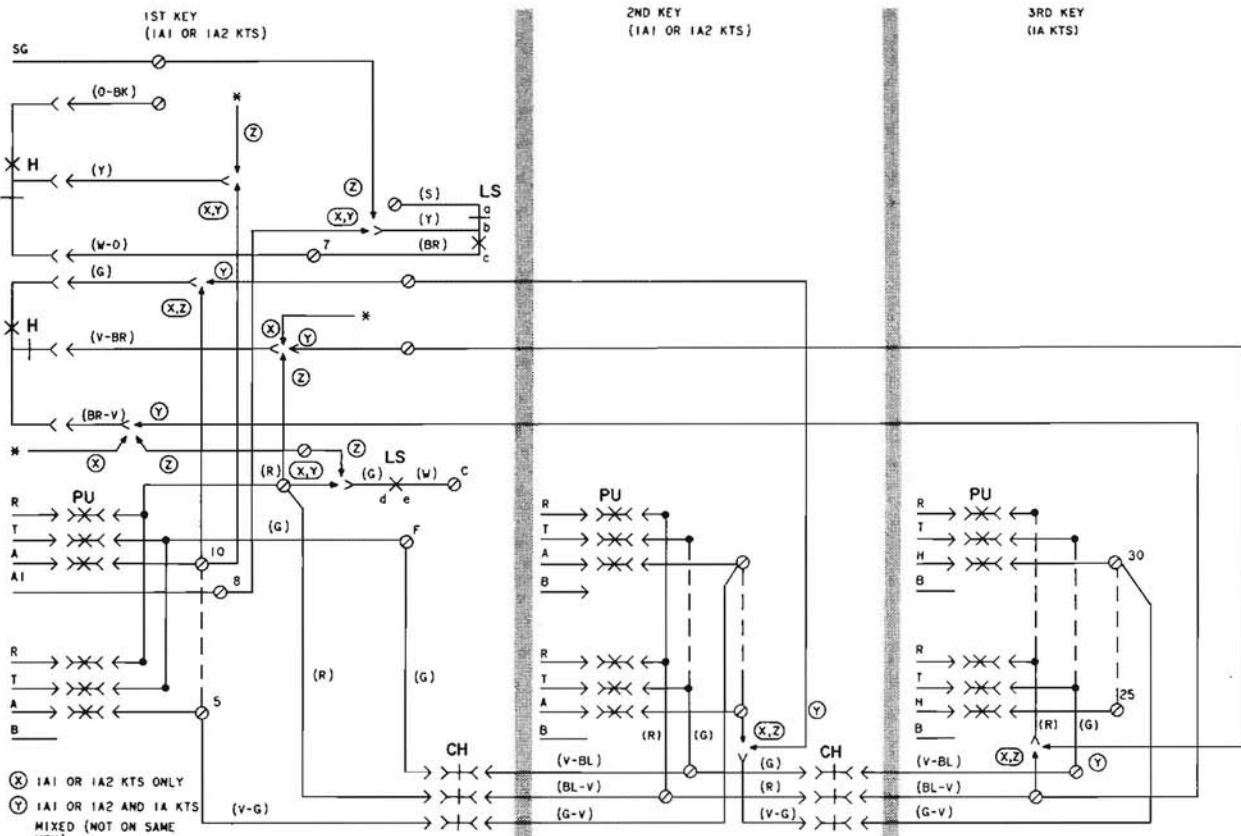 1ST KEY
(1A1 OR 1A2 KTS)
2ND KEY
(1A1 OR 1A2 KTS)
3RD KEY
(1A KTS)
SG
(O-BK)
*
Z
H
(Y)
X,Y
Z
(S)
LS
a
X,Y
(Y)
b
(W-O)
7
(BR)
c
(G)
Y
X,Z
X
*
H
(V-BR)
Y
Z
(BR-V)
Y
*
X
Z
Z
(R)
X,Y
LS
(G)
(W)
C
d
e
PU
R
T
A
A1
10
8
(G)
F
R
T
A
B
5
(R)
(G)
(V-G)
CH
PU
R
T
A
B
R
T
A
B
(R)
(G)
X,Z
Y
(V-BL)
(G)
(BL-V)
(R)
(G-V)
(V-G)
CH
PU
R
T
H
B
30
R
T
H
B
25
(R)
(G)
X,Z
Y
(V-BL)
(BL-V)
(G-V)
X 1A1 OR 1A2 KTS ONLY
Y 1A1 OR 1A2 AND 1A KTS
MIXED (NOT ON SAME